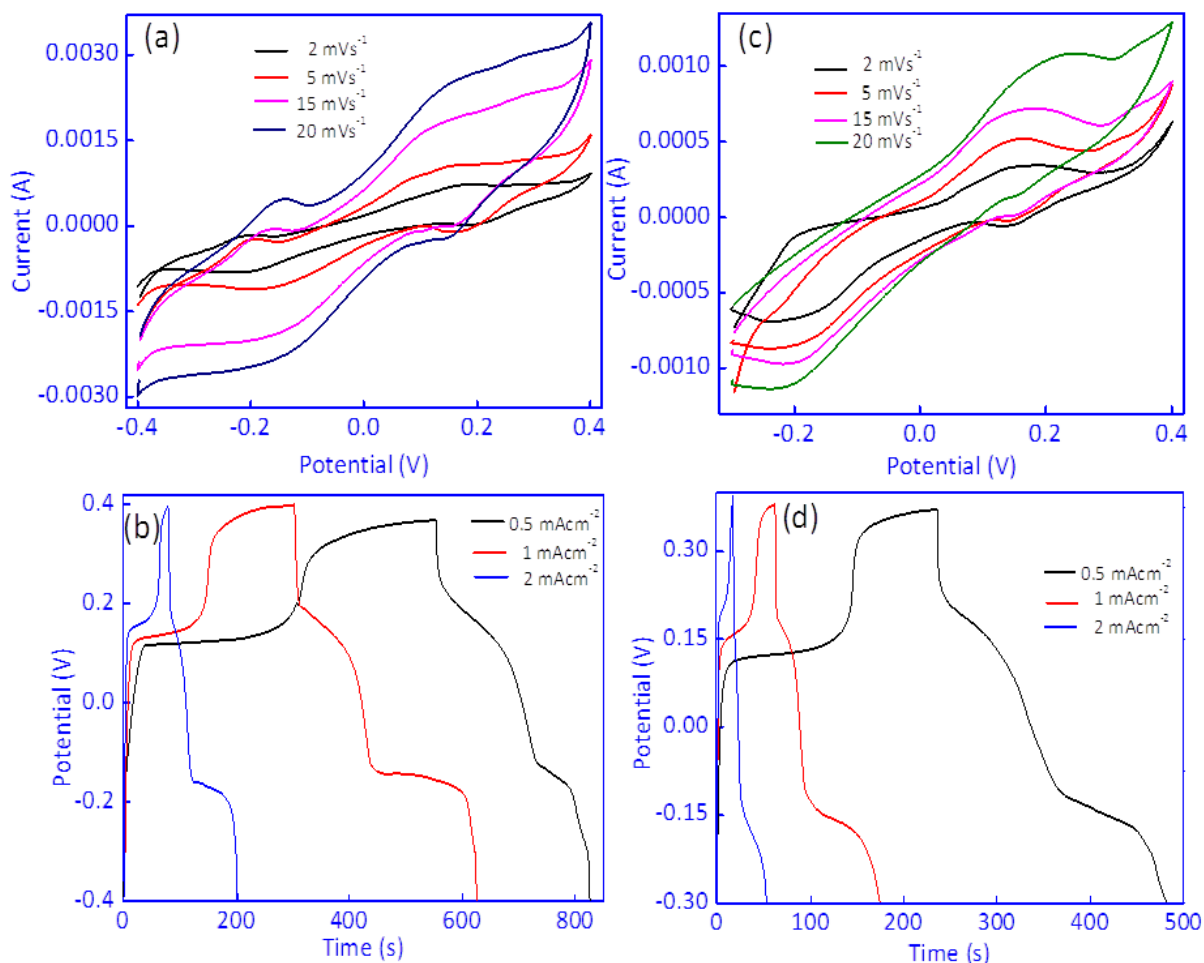 (a)
2 mVs⁻¹
5 mVs⁻¹
15 mVs⁻¹
20 mVs⁻¹
0.0030
0.0015
0.0000
-0.0015
-0.0030
Current (A)
-0.4
-0.2
0.0
0.2
0.4
Potential (V)
(c)
2 mVs⁻¹
5 mVs⁻¹
15 mVs⁻¹
20 mVs⁻¹
0.0010
0.0005
0.0000
-0.0005
-0.0010
Current (A)
-0.2
0.0
0.2
0.4
Potential (V)
(b)
0.5 mAcm⁻²
1 mAcm⁻²
2 mAcm⁻²
0.4
0.2
0.0
-0.2
-0.4
Potential (V)
0
200
400
600
800
Time (s)
(d)
0.5 mAcm⁻²
1 mAcm⁻²
2 mAcm⁻²
0.30
0.15
0.00
-0.15
-0.30
Potential (V)
0
100
200
300
400
500
Time (s)